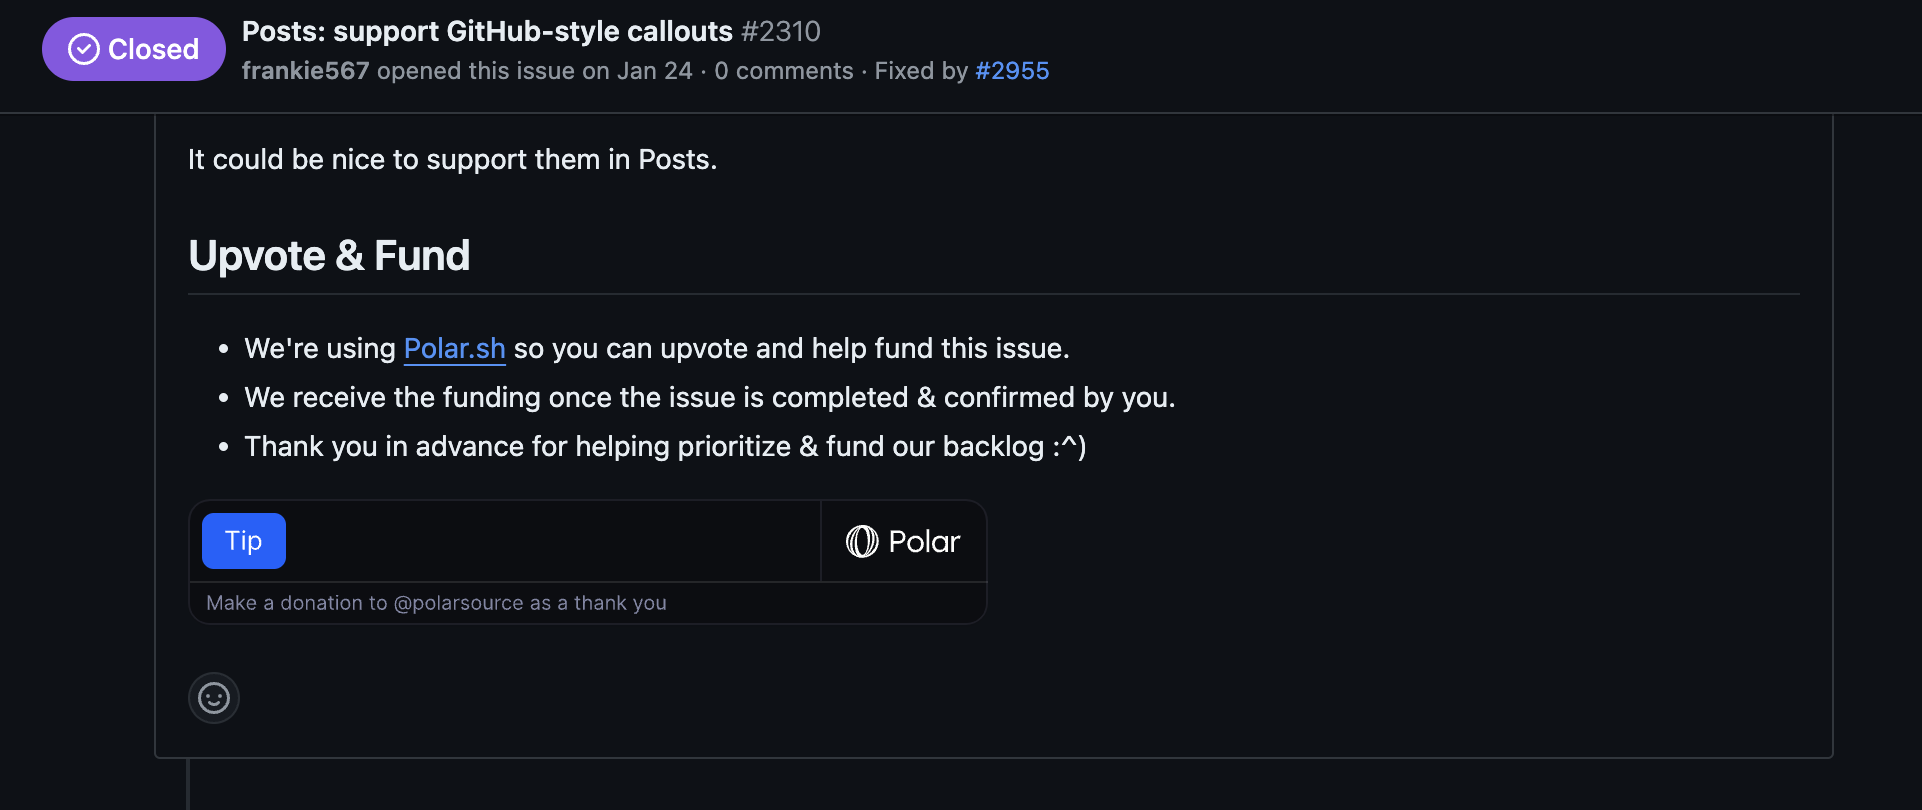 Closed
Posts: support GitHub-style callouts #2310
frankie567 opened this issue on Jan 24 · 0 comments · Fixed by #2955
It could be nice to support them in Posts.
Upvote & Fund
• We're using Polar.sh so you can upvote and help fund this issue.
• We receive the funding once the issue is completed & confirmed by you.
• Thank you in advance for helping prioritize & fund our backlog :^)
Tip
Polar
Make a donation to @polarsource as a thank you